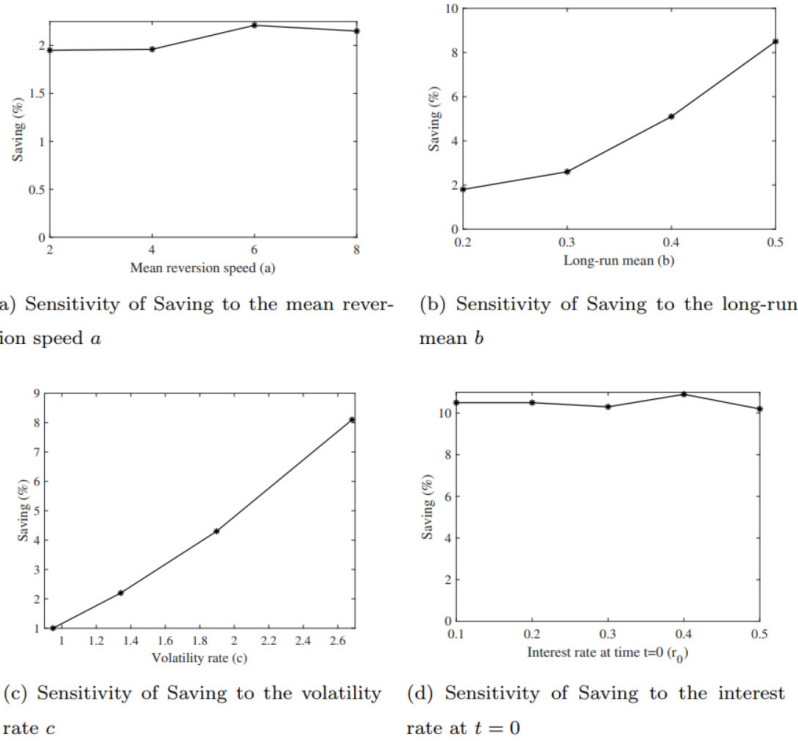 2
1.5
1
0.5
0
Saving (%)
2 4 6 8
Mean reversion speed (a)
10
8
6
4
2
0
Saving (%)
0.2 0.3 0.4 0.5
Long-run mean (b)
a) Sensitivity of Saving to the mean rever-
ion speed a
(b) Sensitivity of Saving to the long-run
mean b
9
8
7
6
5
4
3
2
1
Saving (%)
1 1.2 1.4 1.6 1.8 2 2.2 2.4 2.6
Volatility rate (c)
10
8
6
4
2
0
Saving (%)
0.1 0.2 0.3 0.4 0.5
Interest rate at time t=0 (r₀)
(c) Sensitivity of Saving to the volatility
rate c
(d) Sensitivity of Saving to the interest
rate at t = 0